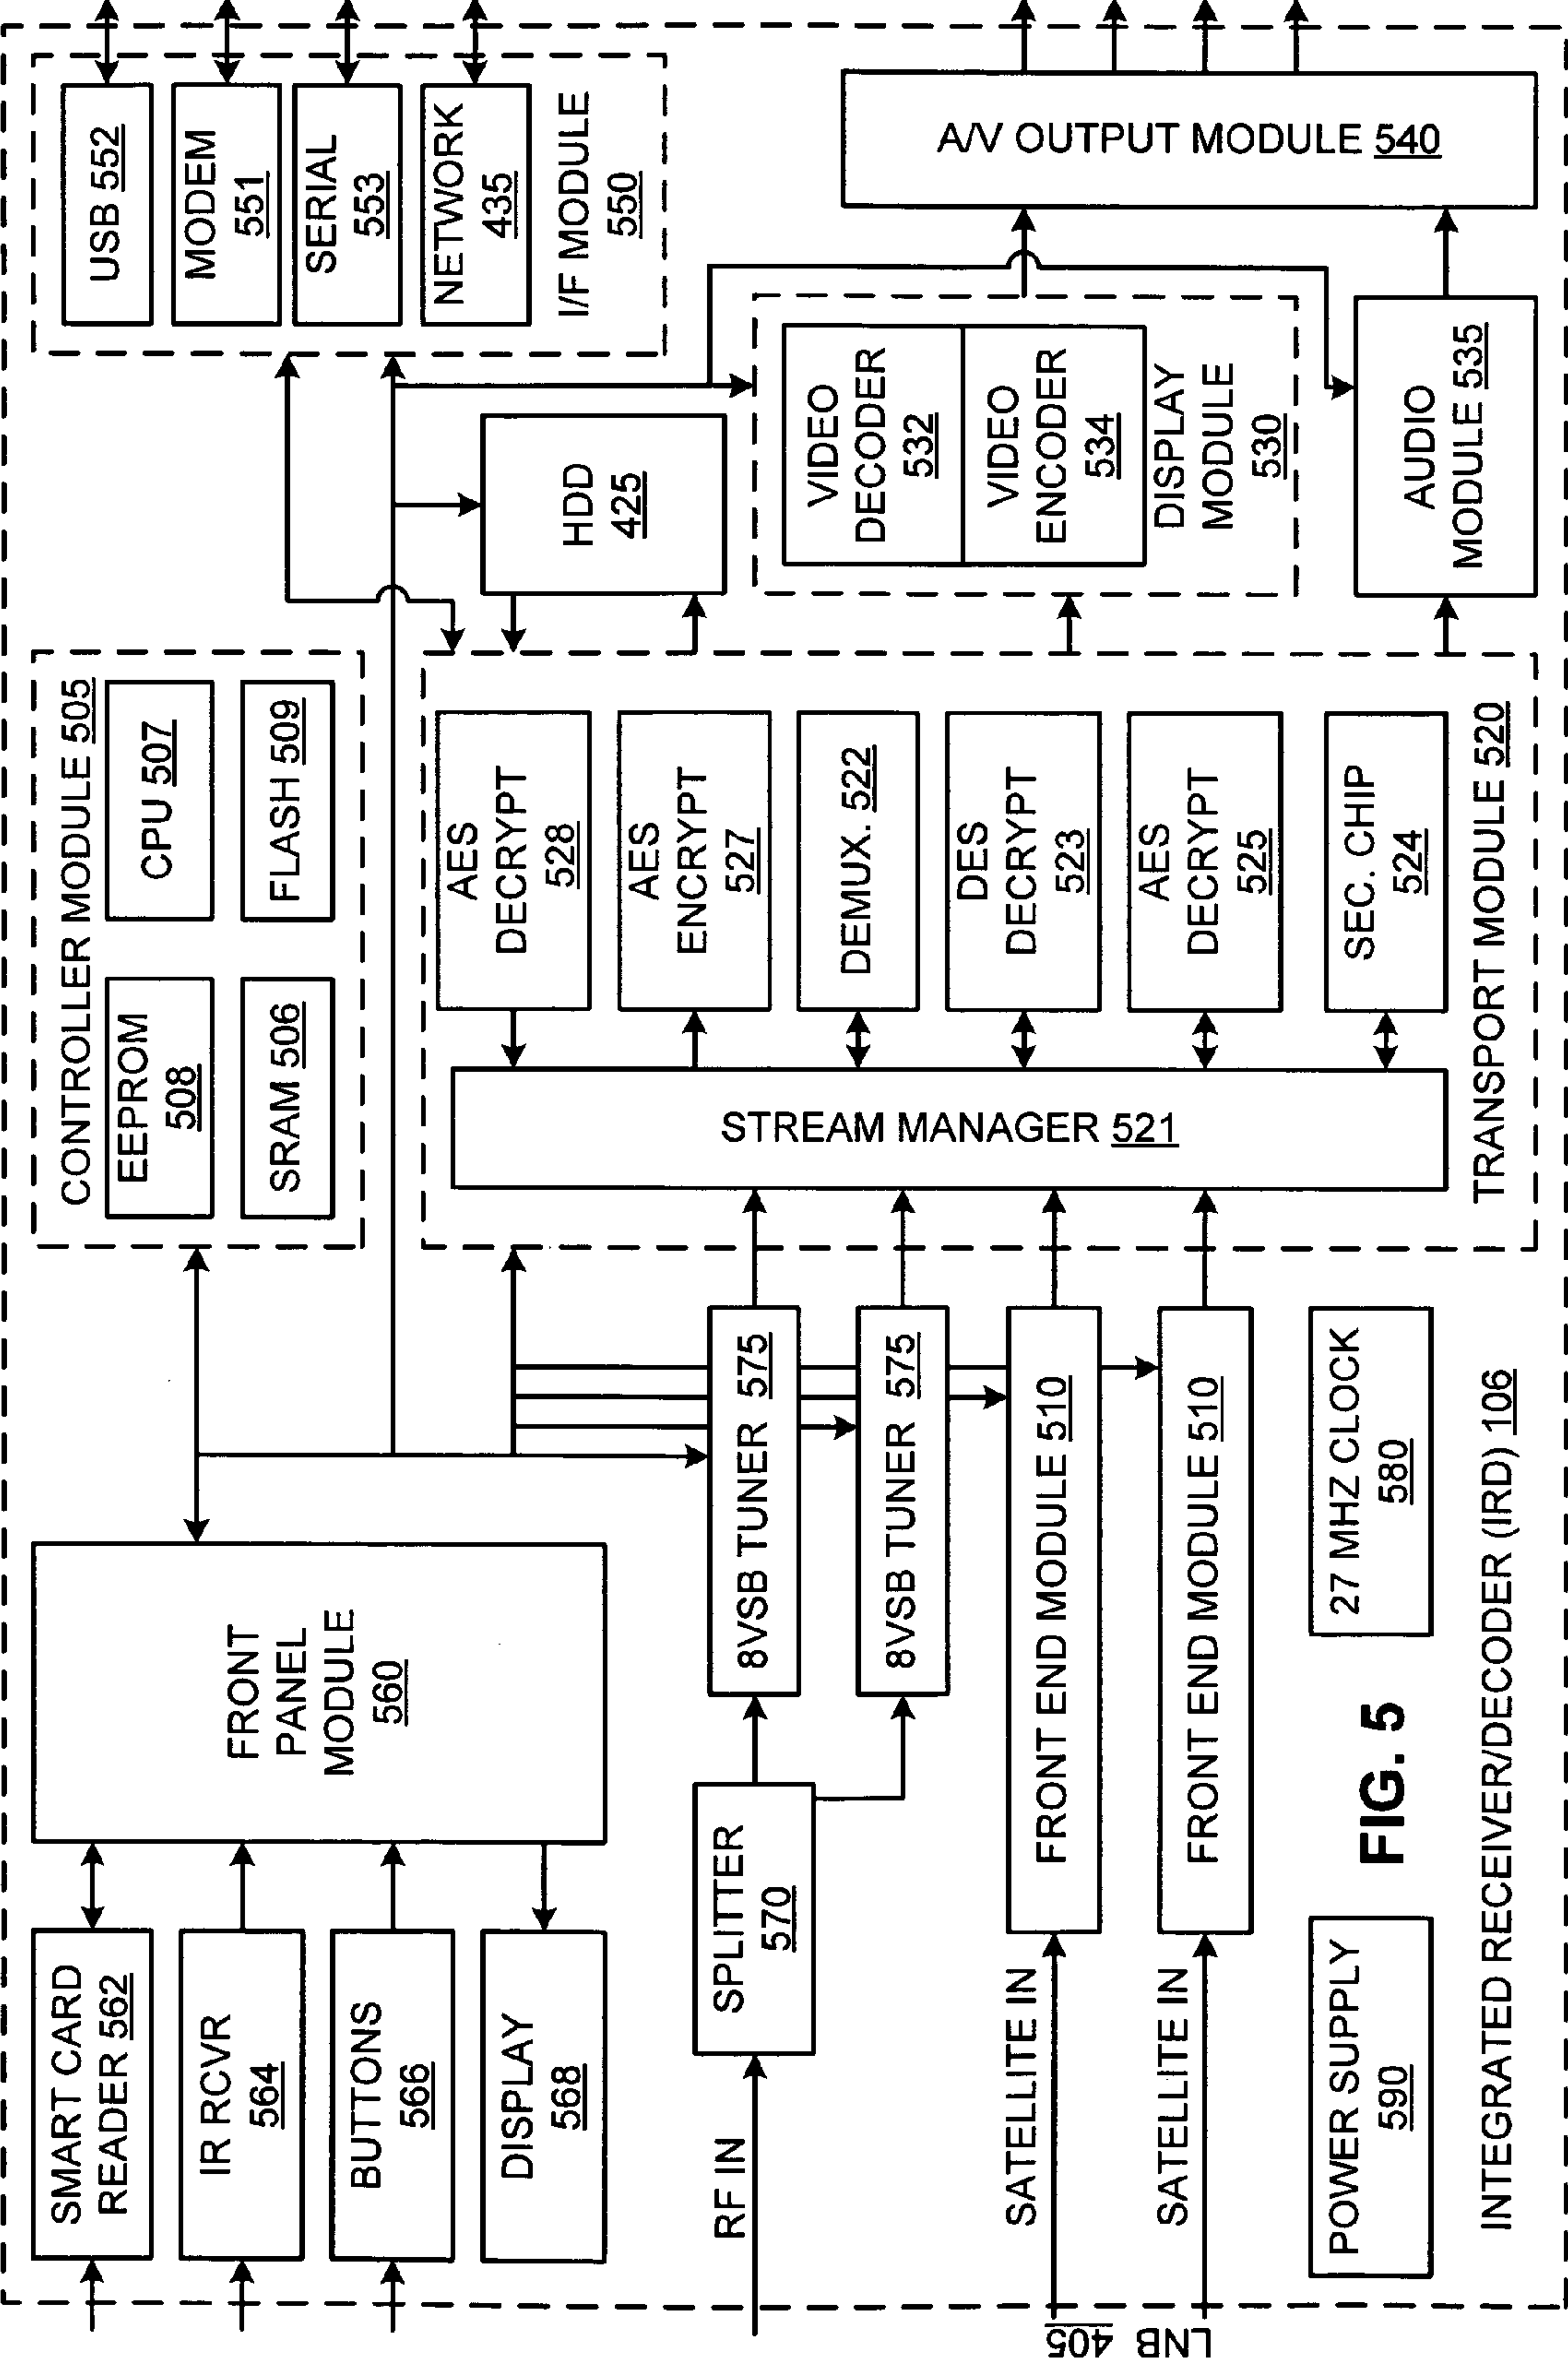 SMART CARD
READER 562
IR RCVR
564
BUTTONS
566
DISPLAY
568
FRONT
PANEL
MODULE
560
CONTROLLER MODULE 505
EEPROM
508
CPU 507
SRAM 506
FLASH 509
USB 552
MODEM
551
SERIAL
553
NETWORK
435
I/F MODULE
550
RF IN
SPLITTER
570
8VSB TUNER 575
8VSB TUNER 575
LNB 405
SATELLITE IN
FRONT END MODULE 510
SATELLITE IN
FRONT END MODULE 510
STREAM MANAGER 521
AES
DECRYPT
528
AES
ENCRYPT
527
DEMUX. 522
DES
DECRYPT
523
AES
DECRYPT
525
SEC. CHIP
524
TRANSPORT MODULE 520
HDD
425
VIDEO
DECODER
532
VIDEO
ENCODER
534
DISPLAY
MODULE
530
AUDIO
MODULE 535
A/V OUTPUT MODULE 540
POWER SUPPLY
590
FIG. 5
27 MHZ CLOCK
580
INTEGRATED RECEIVER/DECODER (IRD) 106